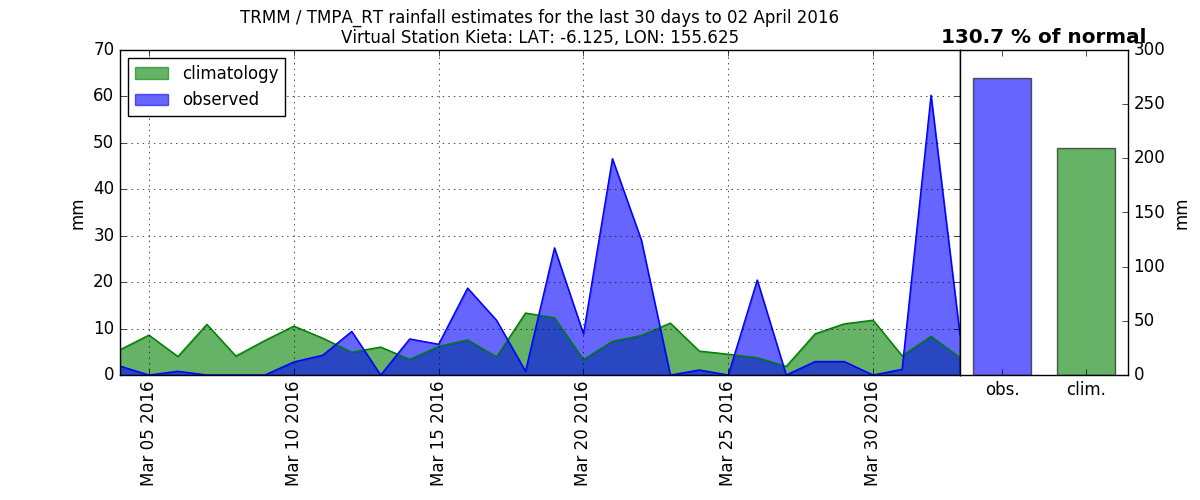 TRMM / TMPA_RT rainfall estimates for the last 30 days to 02 April 2016
Virtual Station Kieta: LAT: -6.125, LON: 155.625
130.7 % of normal
climatology
observed
70
60
50
40
30
20
10
0
mm
Mar 05 2016
Mar 10 2016
Mar 15 2016
Mar 20 2016
Mar 25 2016
Mar 30 2016
obs.
clim.
300
250
200
150
100
50
0
mm